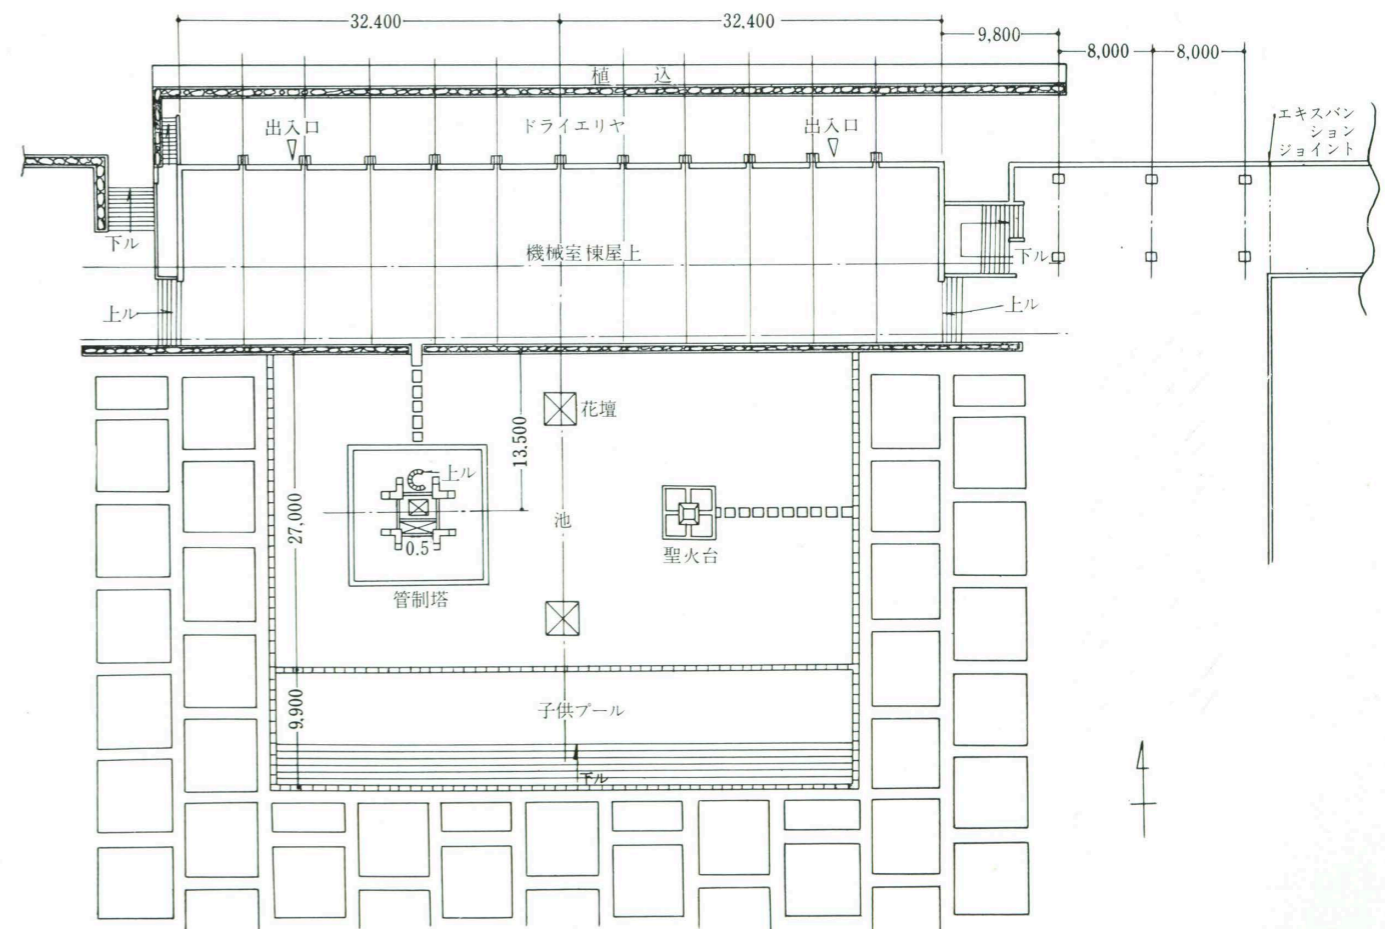 32.400
32,400
9,800
8,000
8,000
植込
出入口
ドライエリヤ
出入口
エキスパン
ション
ジョイント
下ル
機械室棟屋上
下ル
上ル
上ル
花壇
13.500
上ル
27,000
池
0.5
聖火台
管制塔
9.900
子供プール
下ル